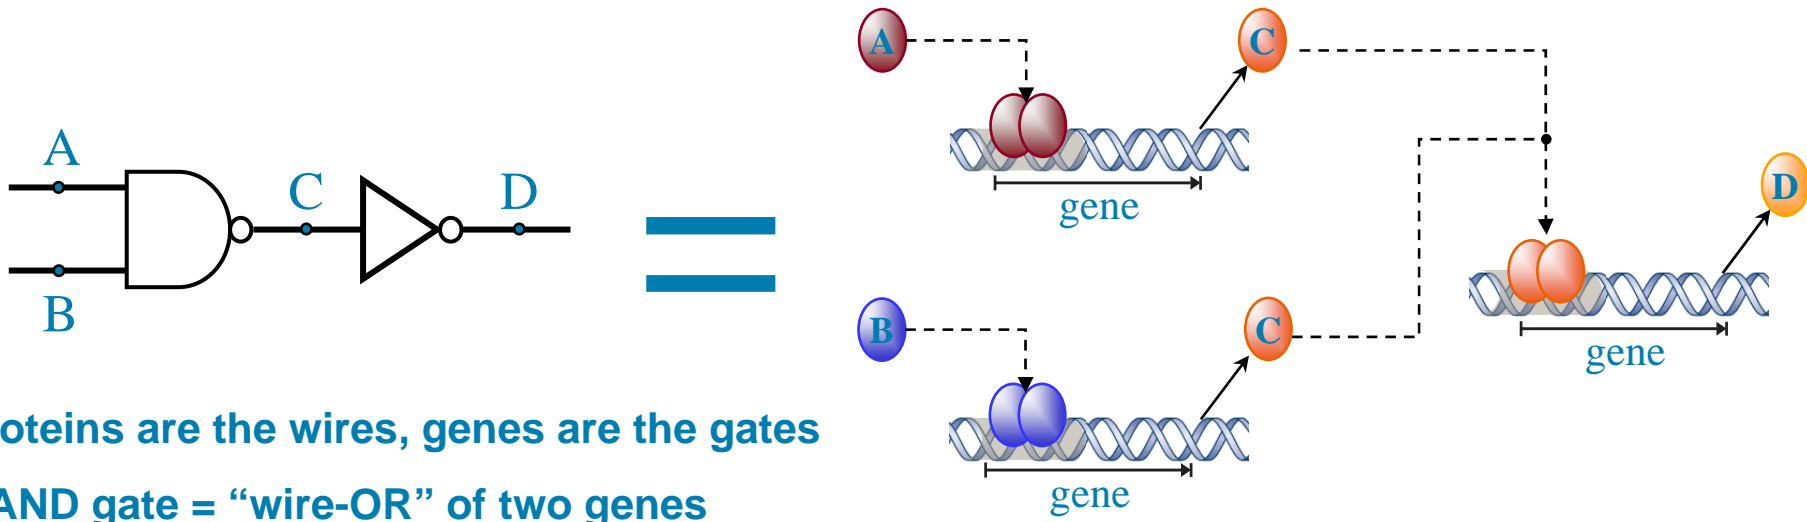 A
B
C
D
A
C
gene
B
C
gene
D
gene
oteins are the wires, genes are the gates
AND gate = “wire-OR” of two genes